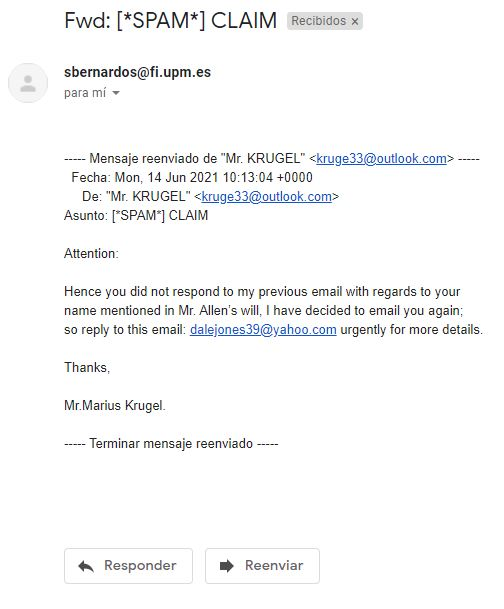 Fwd: [*SPAM*] CLAIM Recibidos ×
sbernardos@fi.upm.es
para mí
----- Mensaje reenviado de "Mr. KRUGEL" <kruge33@outlook.com> -----
Fecha: Mon, 14 Jun 2021 10:13:04 +0000
De: "Mr. KRUGEL" <kruge33@outlook.com>
Asunto: [*SPAM*] CLAIM
Attention:
Hence you did not respond to my previous email with regards to your
name mentioned in Mr. Allen's will, I have decided to email you again;
so reply to this email: dalejones39@yahoo.com urgently for more details.
Thanks,
Mr.Marius Krugel.
----- Terminar mensaje reenviado -----
Responder Reenviar